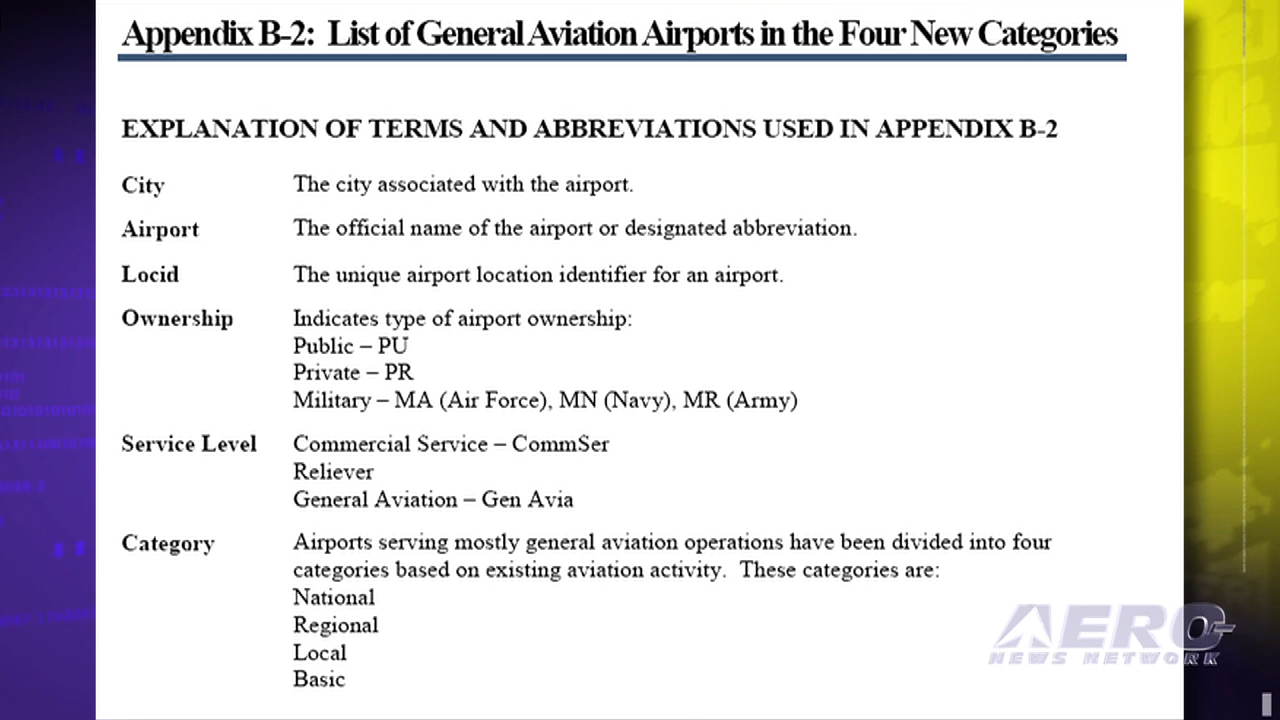 Appendix B-2: List of General Aviation Airports in the Four New Categories
EXPLANATION OF TERMS AND ABBREVIATIONS USED IN APPENDIX B-2
City The city associated with the airport.
Airport The official name of the airport or designated abbreviation.
Locid The unique airport location identifier for an airport.
Ownership Indicates type of airport ownership:
Public – PU
Private – PR
Military – MA (Air Force), MN (Navy), MR (Army)
Service Level Commercial Service – CommSer
Reliever
General Aviation – Gen Avia
Category Airports serving mostly general aviation operations have been divided into four
categories based on existing aviation activity. These categories are:
National
Regional
Local
Basic
AERO-
NEWS NETWORK